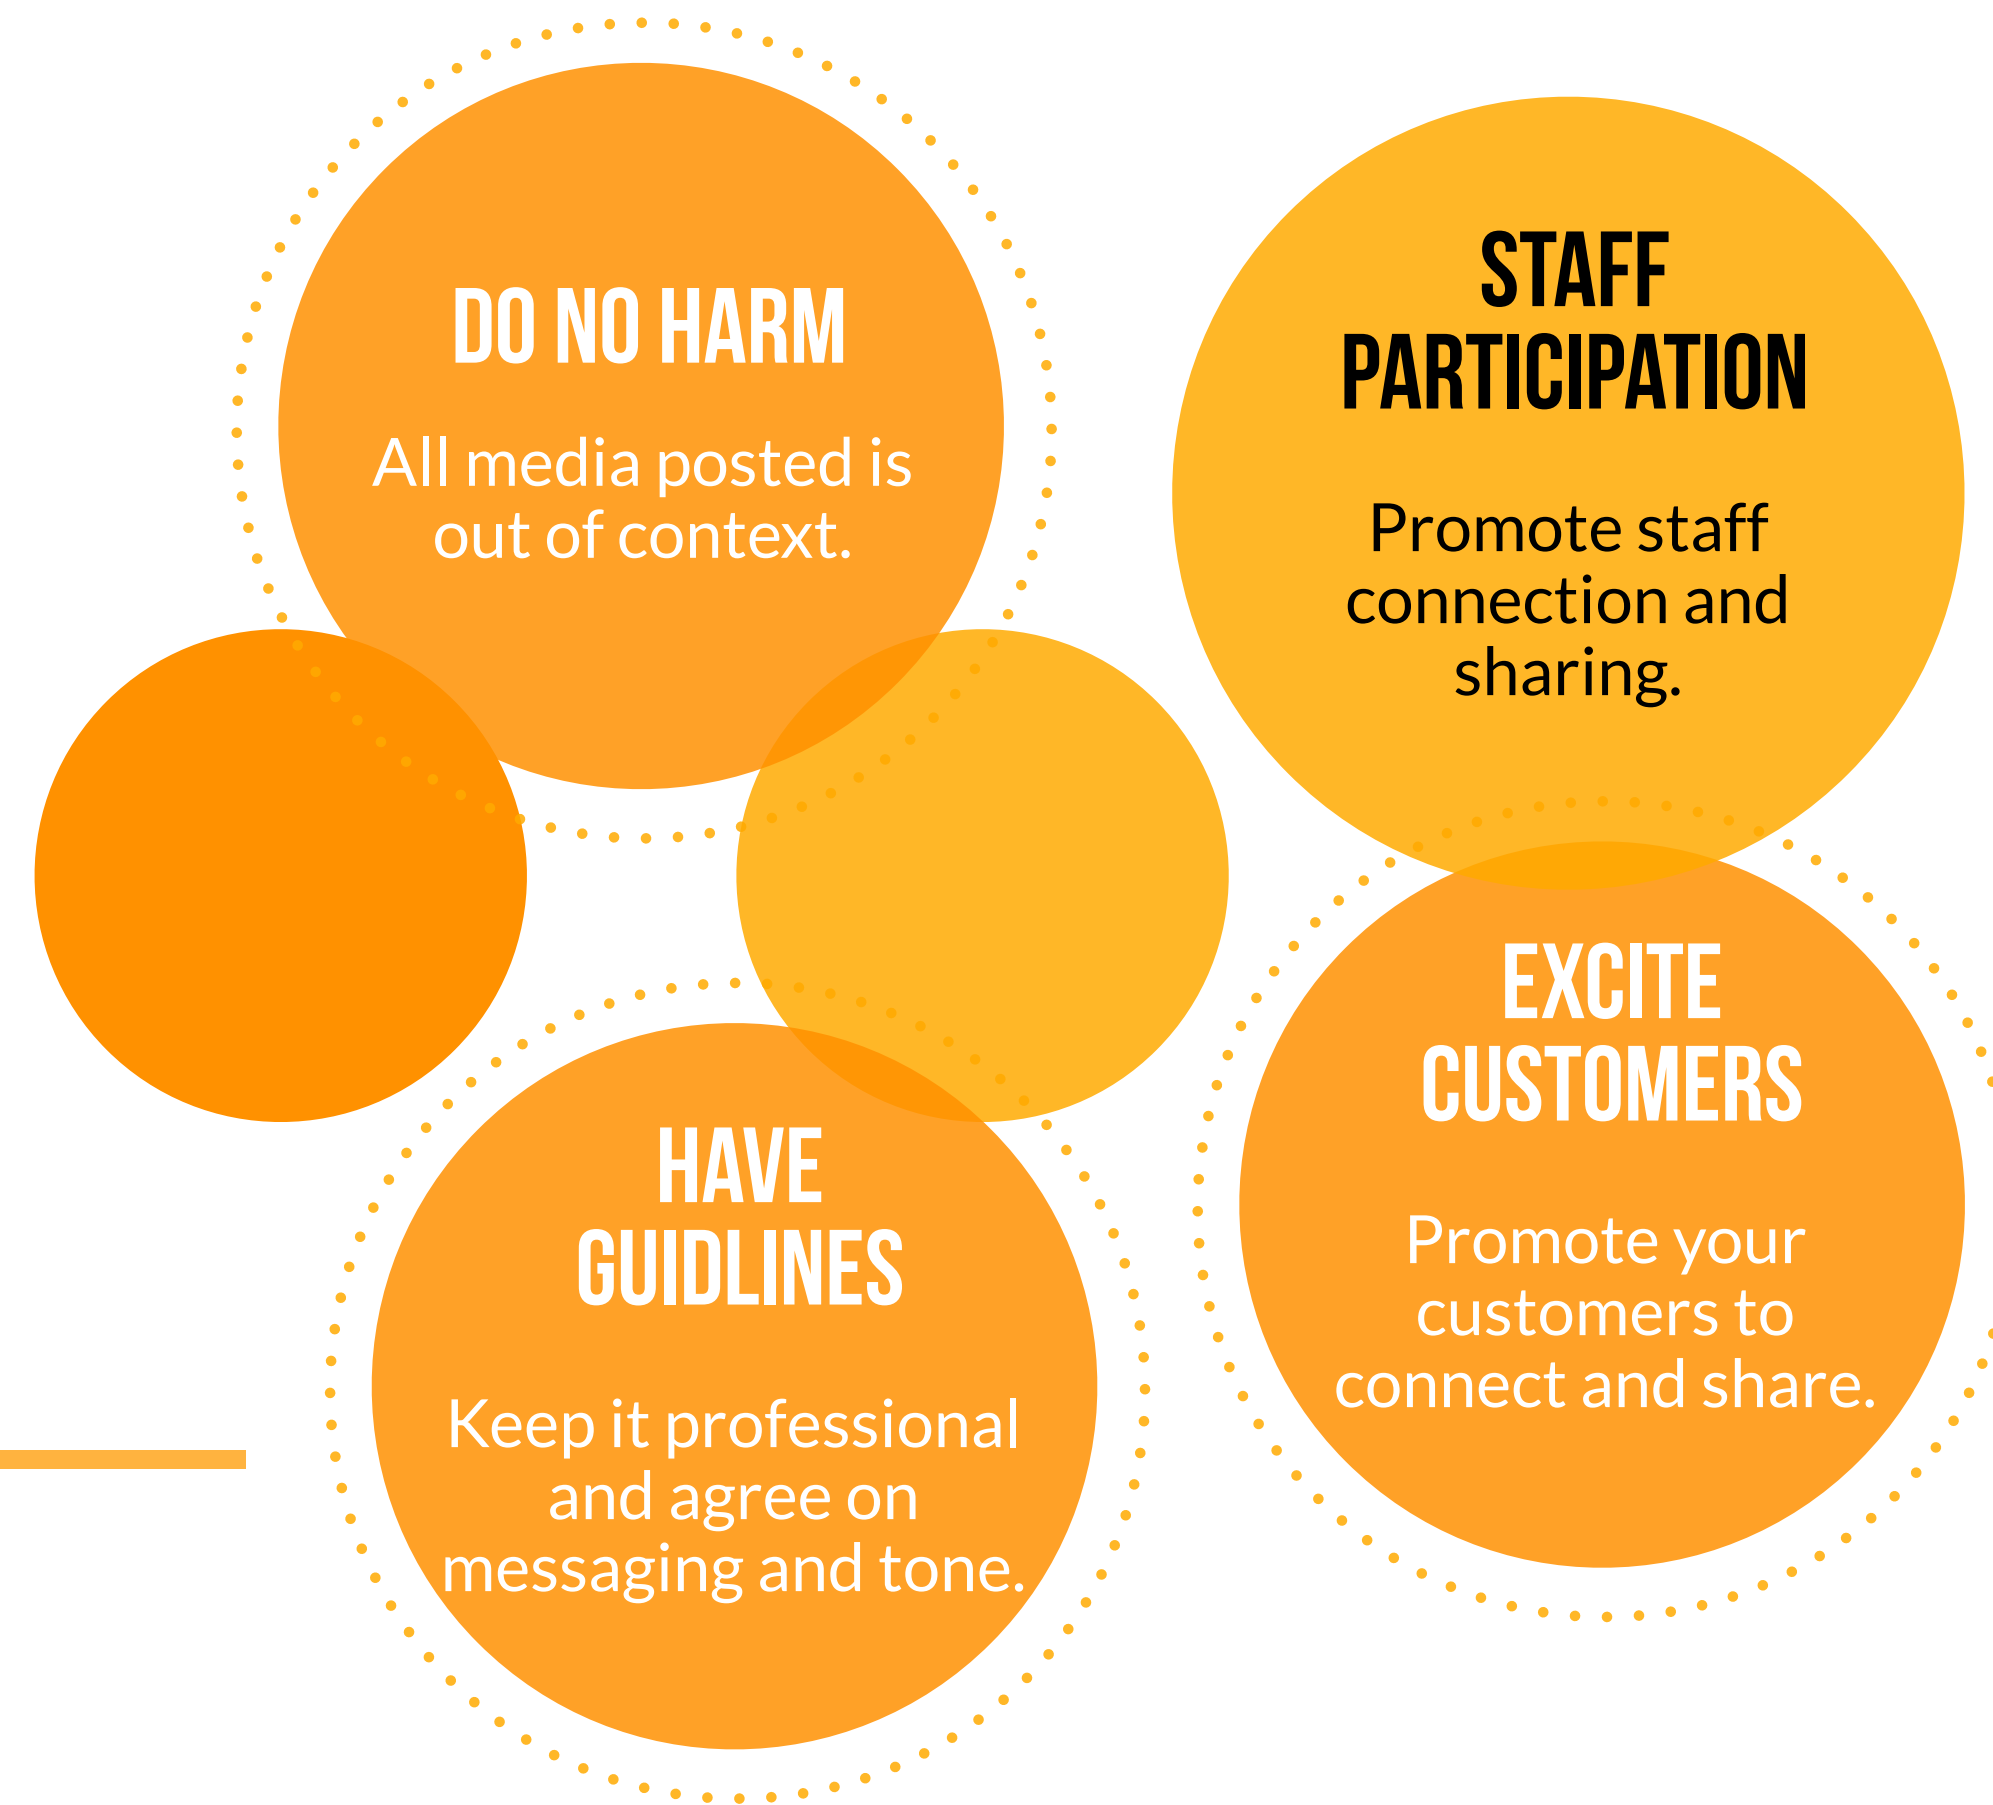 DO NO HARM
All media posted is
out of context.
STAFF
PARTICIPATION
Promote staff
connection and
sharing.
HAVE
GUIDLINES
Keep it professional
and agree on
messaging and tone.
EXCITE
CUSTOMERS
Promote your
customers to
connect and share.